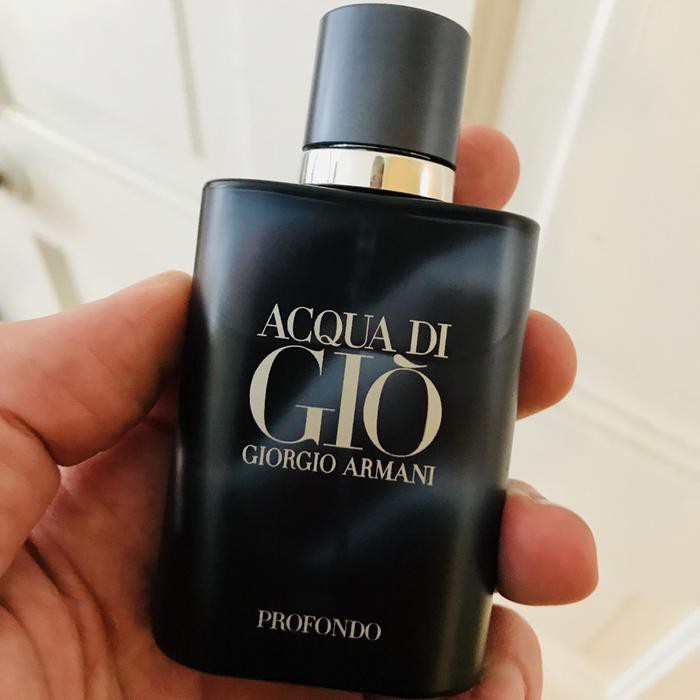 ACQUA DI
GIÒ
GIORGIO ARMANI
PROFONDO